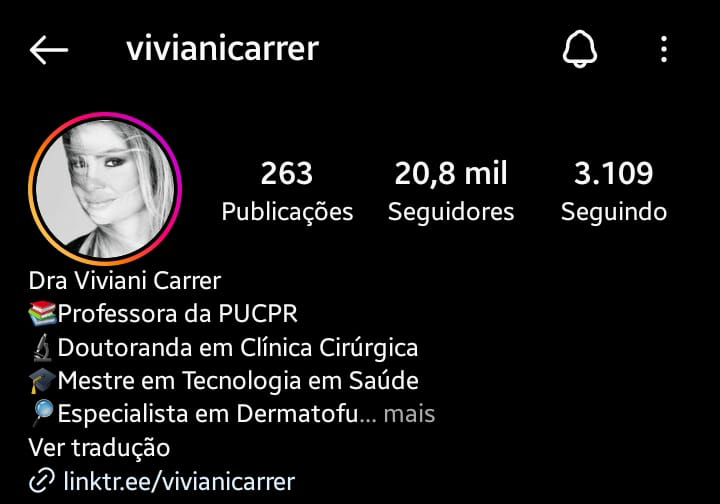 vivianicarrer
263 20,8 mil 3.109
Publicações Seguidores Seguindo
Dra Viviani Carrer
📚Professora da PUCPR
🔬Doutoranda em Clínica Cirúrgica
🎓Mestre em Tecnologia em Saúde
🔎Especialista em Dermatofu... mais
Ver tradução
linktr.ee/vivianicarrer